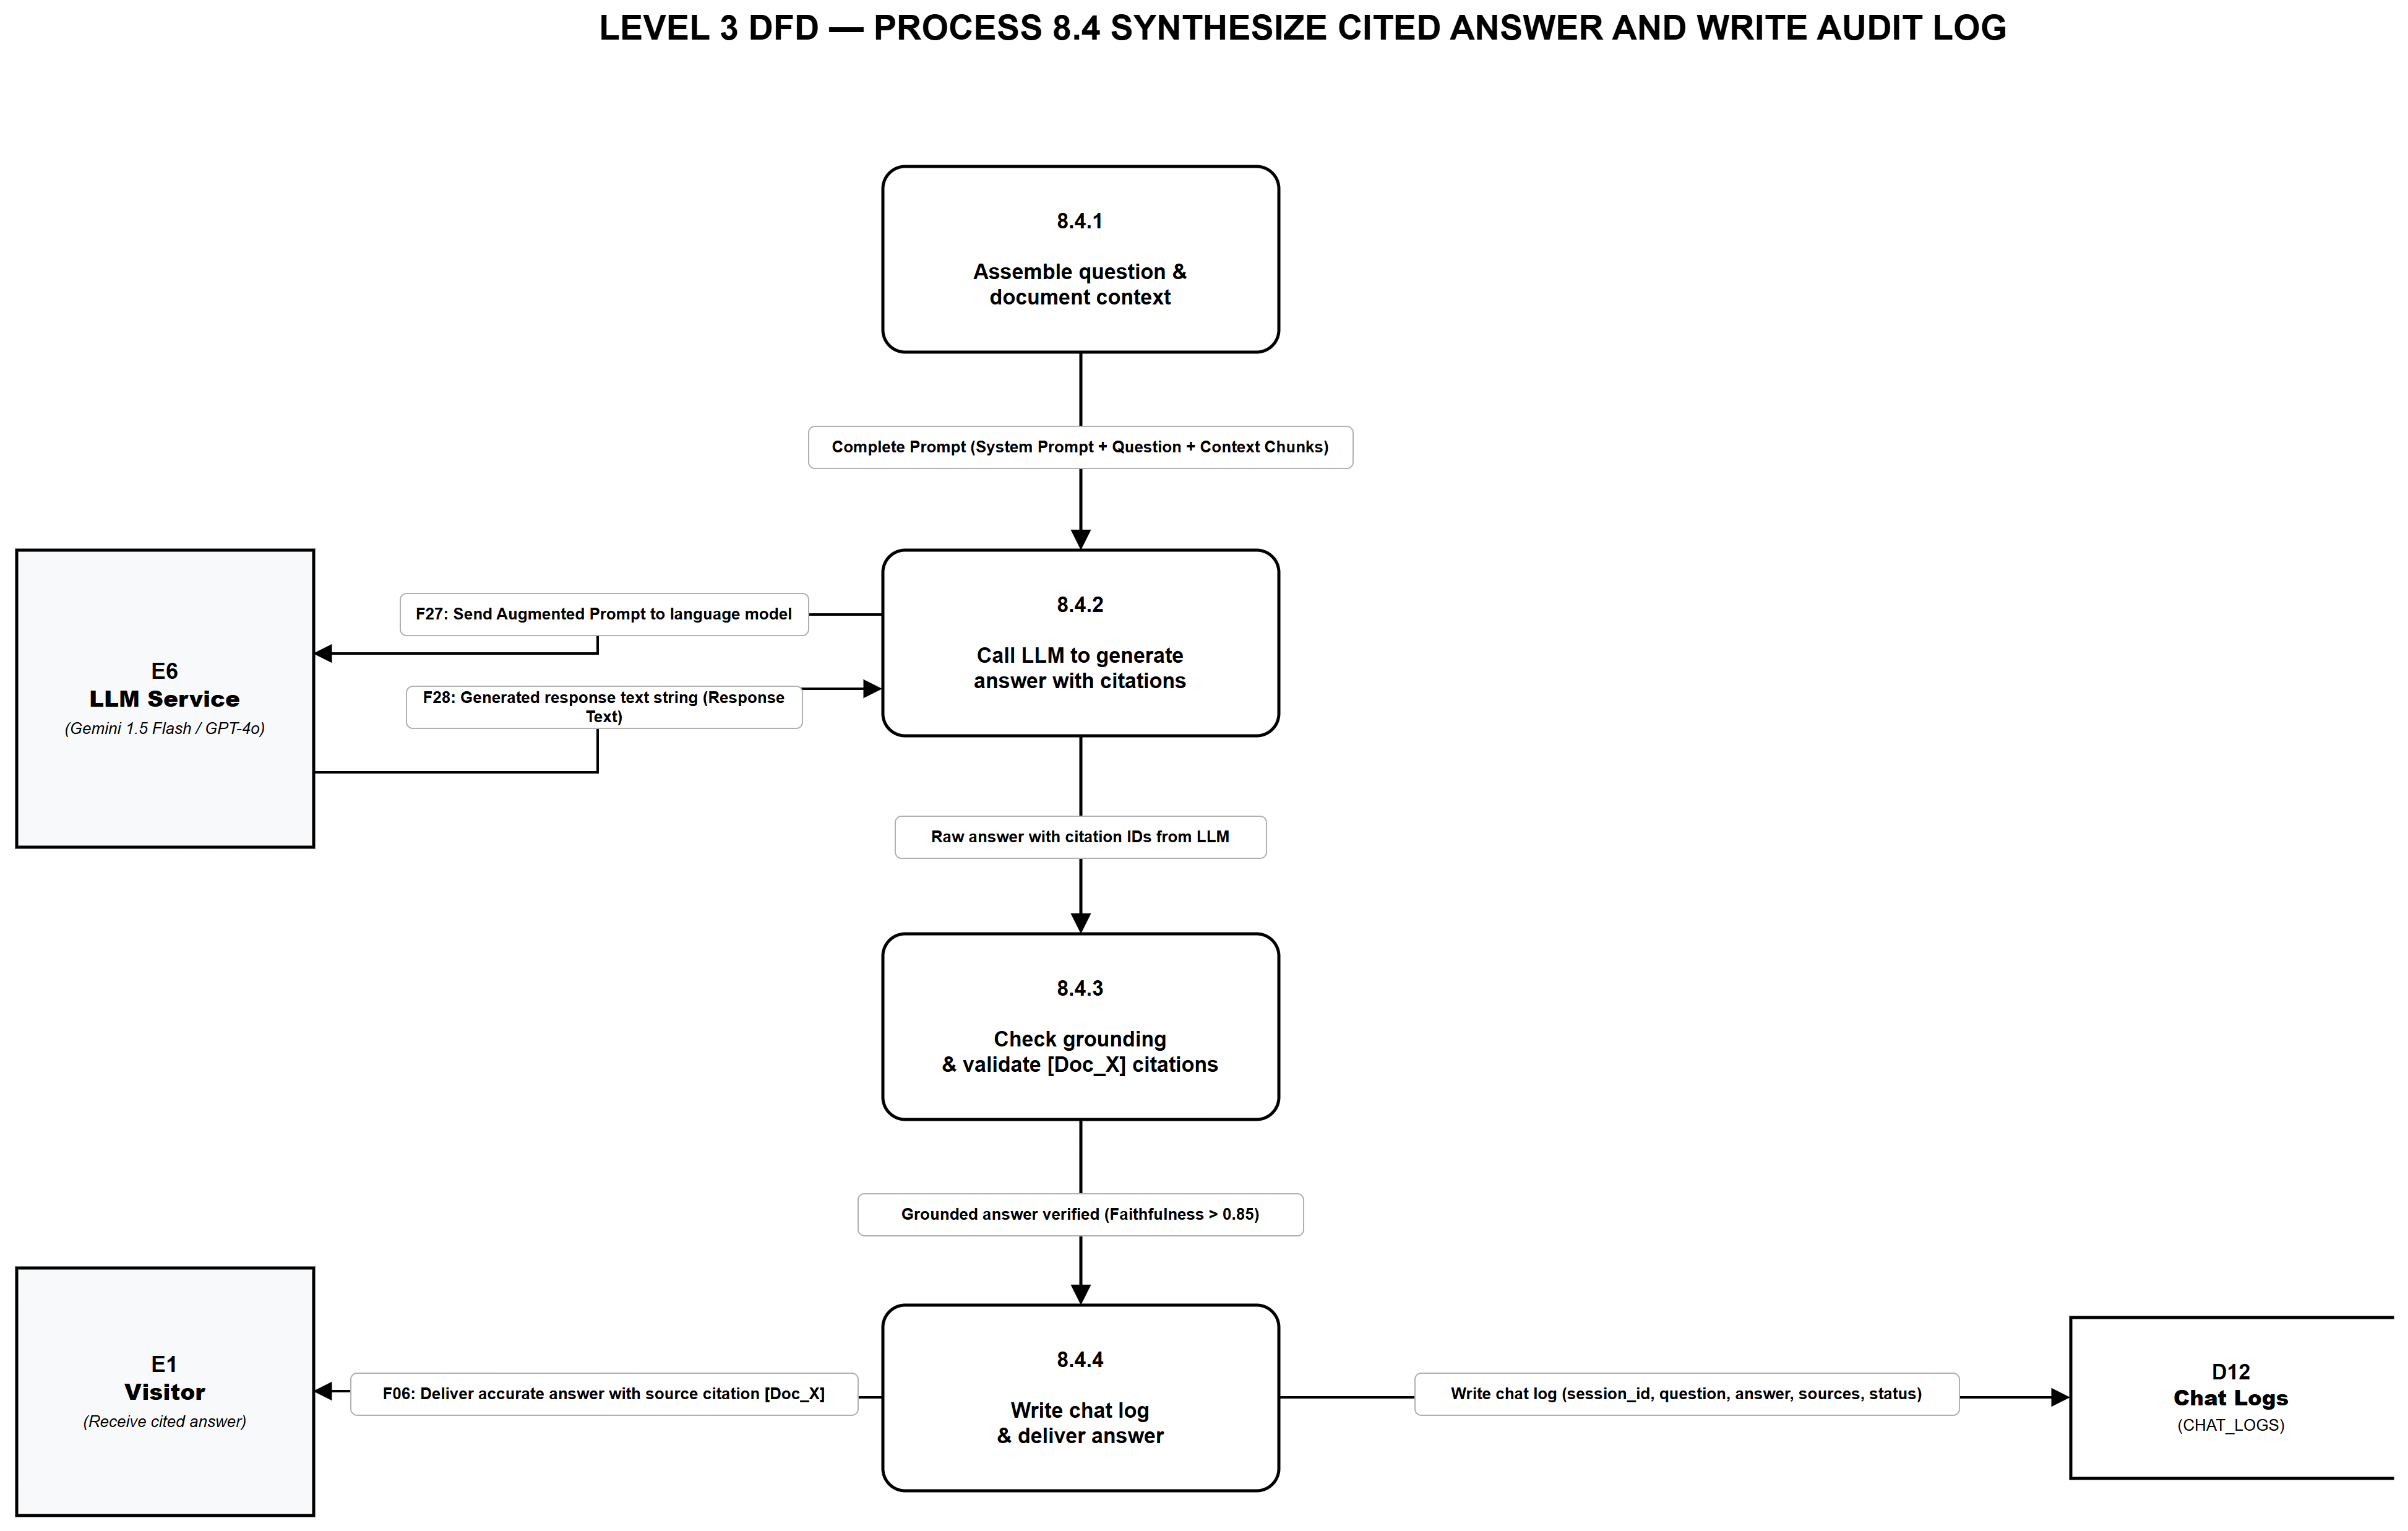 LEVEL 3 DFD — PROCESS 8.4 SYNTHESIZE CITED ANSWER AND WRITE AUDIT LOG
8.4.1
Assemble question &
document context
Complete Prompt (System Prompt + Question + Context Chunks)
E6
LLM Service
(Gemini 1.5 Flash / GPT-4o)
F27: Send Augmented Prompt to language model
F28: Generated response text string (Response
Text)
8.4.2
Call LLM to generate
answer with citations
Raw answer with citation IDs from LLM
8.4.3
Check grounding
& validate [Doc_X] citations
Grounded answer verified (Faithfulness > 0.85)
E1
Visitor
(Receive cited answer)
F06: Deliver accurate answer with source citation [Doc_X]
8.4.4
Write chat log
& deliver answer
Write chat log (session_id, question, answer, sources, status)
D12
Chat Logs
(CHAT_LOGS)